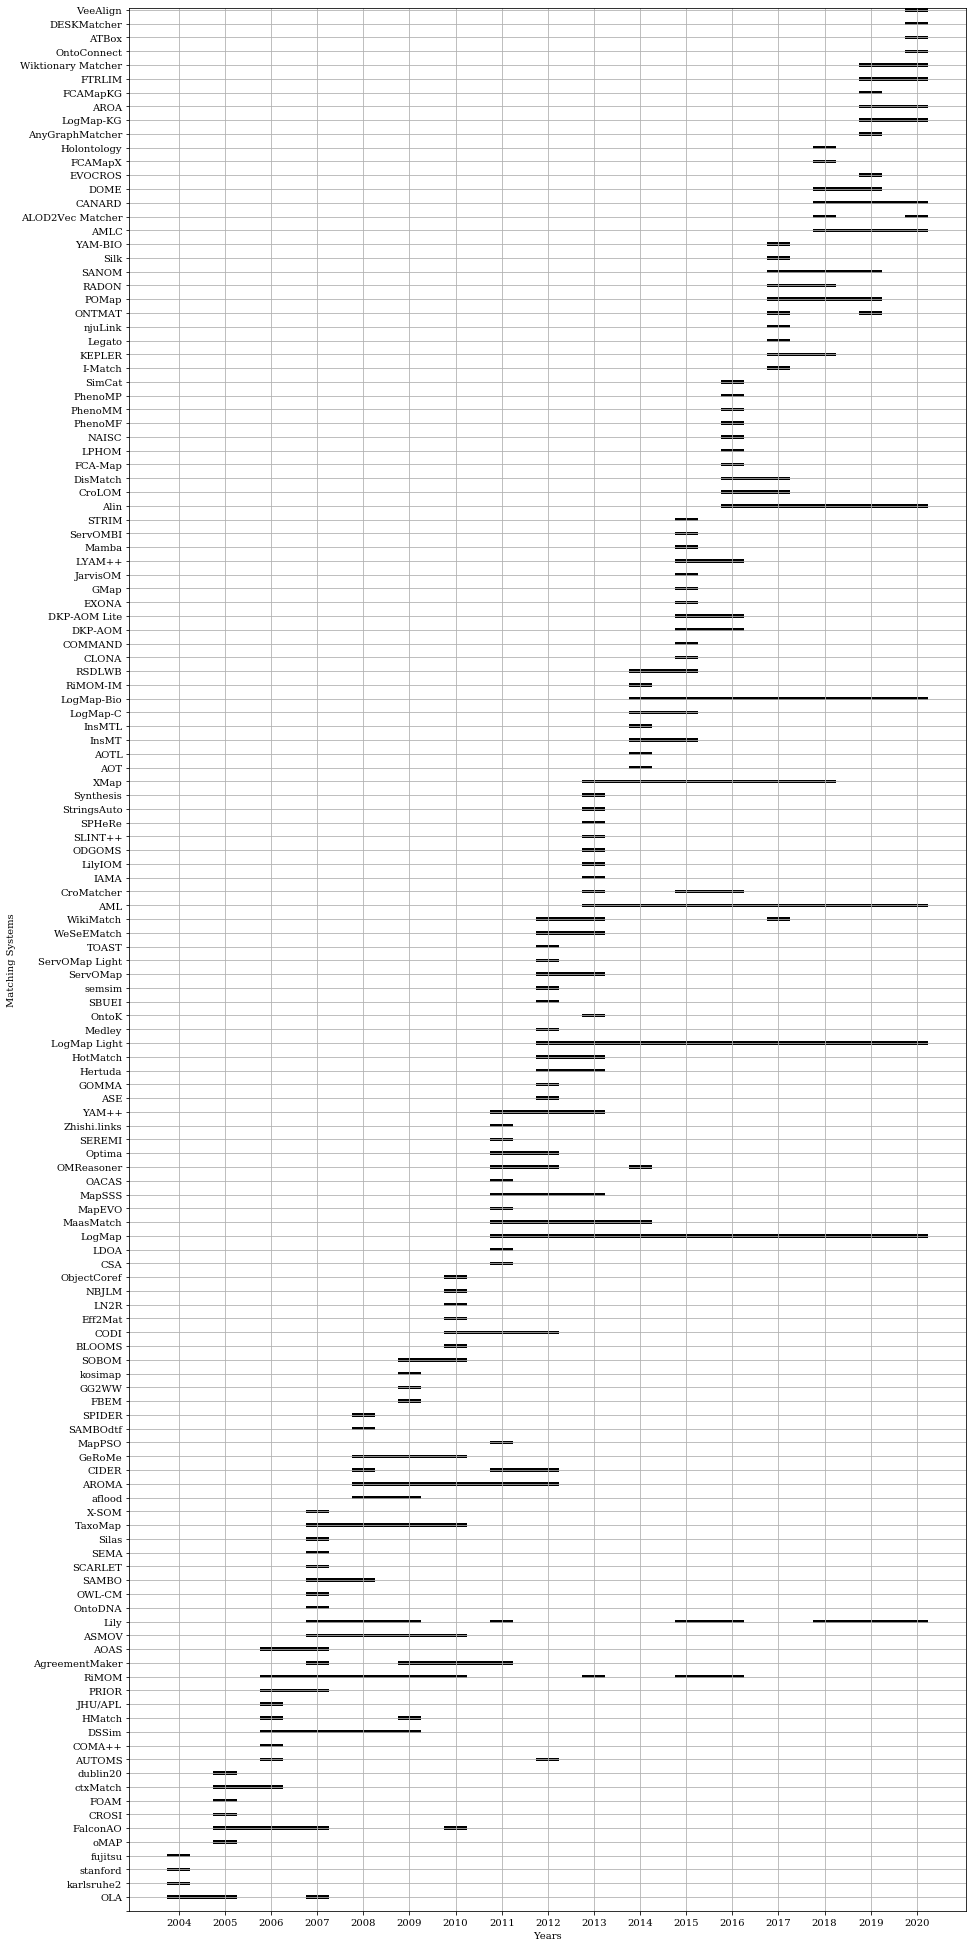 VeeAlign
DESKMatcher
ATBox
OntoConnect
Wiktionary Matcher
FTRLIM
FCAMapKG
AROA
LogMap-KG
AnyGraphMatcher
Holontology
FCAMapX
EVOCROS
DOME
CANARD
ALOD2Vec Matcher
AMLC
YAM-BIO
Silk
SANOM
RADON
POMap
ONTMAT
njuLink
Legato
KEPLER
I-Match
SimCat
PhenoMP
PhenoMM
PhenoMF
NAISC
LPHOM
FCA-Map
DisMatch
CroLOM
Alin
STRIM
ServOMBI
Mamba
LYAM++
JarvisOM
GMap
EXONA
DKP-AOM Lite
DKP-AOM
COMMAND
CLONA
RSDLWB
RiMOM-IM
LogMap-Bio
LogMap-C
InsMTL
InsMT
AOTL
AOT
XMap
Synthesis
StringsAuto
SPHeRe
SLINT++
ODGOMS
LilyIOM
IAMA
CroMatcher
AML
WikiMatch
WeSeEMatch
TOAST
ServOMap Light
ServOMap
semsim
SBUEI
OntoK
Medley
LogMap Light
HotMatch
Hertuda
GOMMA
ASE
YAM++
Zhishi.links
SEREMI
Optima
OMReasoner
OACAS
MapSSS
MapEVO
MaasMatch
LogMap
LDOA
CSA
ObjectCoref
NBJLM
LN2R
Eff2Mat
CODI
BLOOMS
SOBOM
kosimap
GG2WW
FBEM
SPIDER
SAMBOdtf
MapPSO
GeRoMe
CIDER
AROMA
aflood
X-SOM
TaxoMap
Silas
SEMA
SCARLET
SAMBO
OWL-CM
OntoDNA
Lily
ASMOV
AOAS
AgreementMaker
RiMOM
PRIOR
JHU/APL
HMatch
DSSim
COMA++
AUTOMS
dublin20
ctxMatch
FOAM
CROSI
FalconAO
oMAP
fujitsu
stanford
karlsruhe2
OLA
Matching Systems
2004 2005 2006 2007 2008 2009 2010 2011 2012 2013 2014 2015 2016 2017 2018 2019 2020
Years